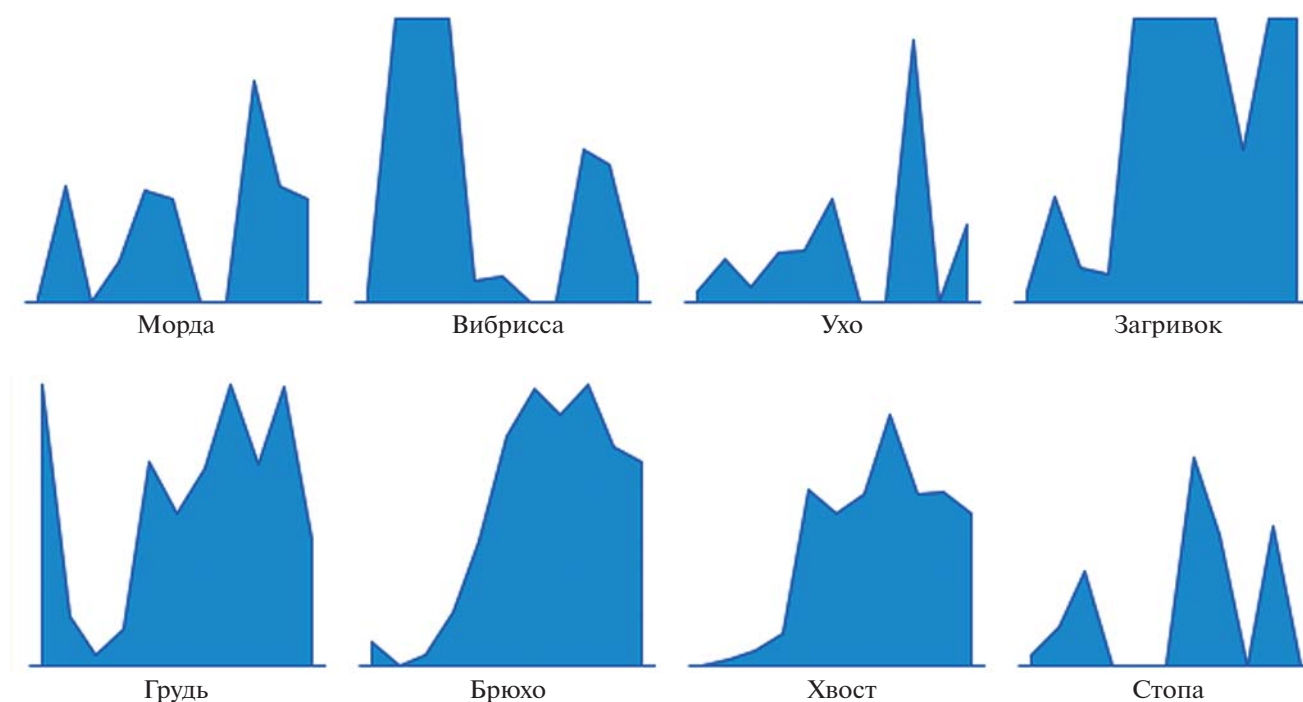 Морда
Вибрисса
Ухо
Загривок
Грудь
Брюхо
Хвост
Стопа